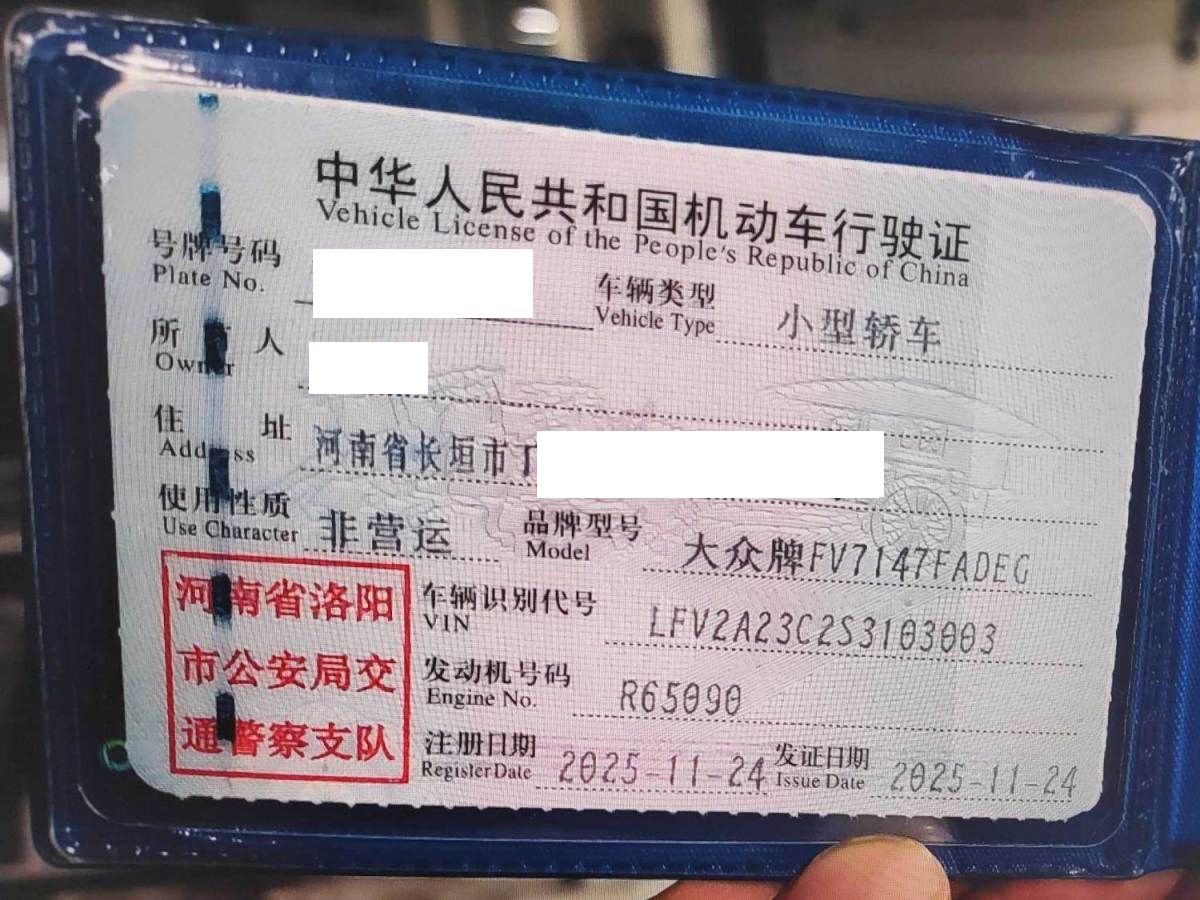 中华人民共和国机动车行驶证
Vehicle License of the People's Republic of China
号牌号码
Plate No.
车辆类型 小型轿车
Vehicle Type
所 人
Owner
住 址 河南省长垣市丁
Address
使用性质 非营运
Use Character
品牌型号 大众牌FV7147FADEG
Model
河南省洛阳
市公安局交
通警察支队
车辆识别代号 LFV2A23C2S3103003
VIN
发动机号码 R65090
Engine No.
注册日期 2025-11-24
Register Date
发证日期 2025-11-24
Issue Date